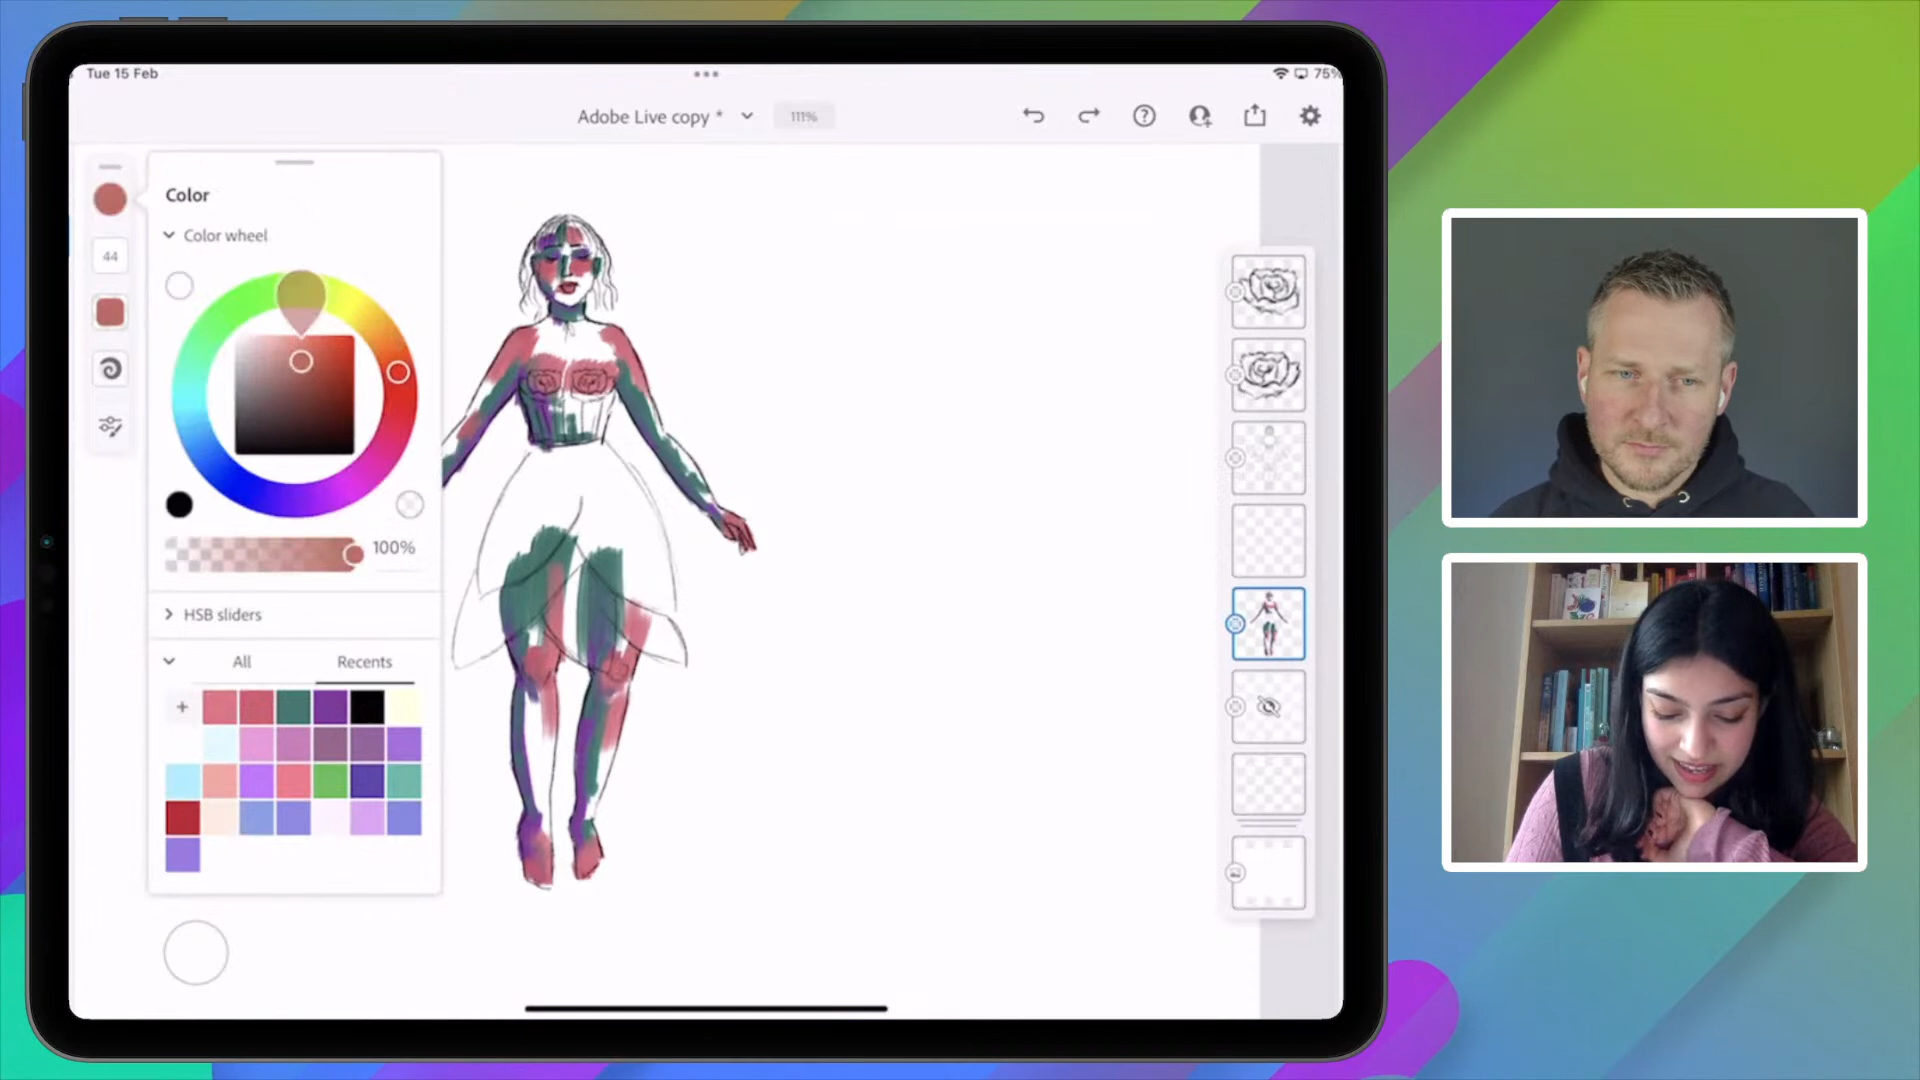 Tue 15 Feb
75%
Adobe Live copy *
111%
Color
Color wheel
44
100%
HSB sliders
All
Recents